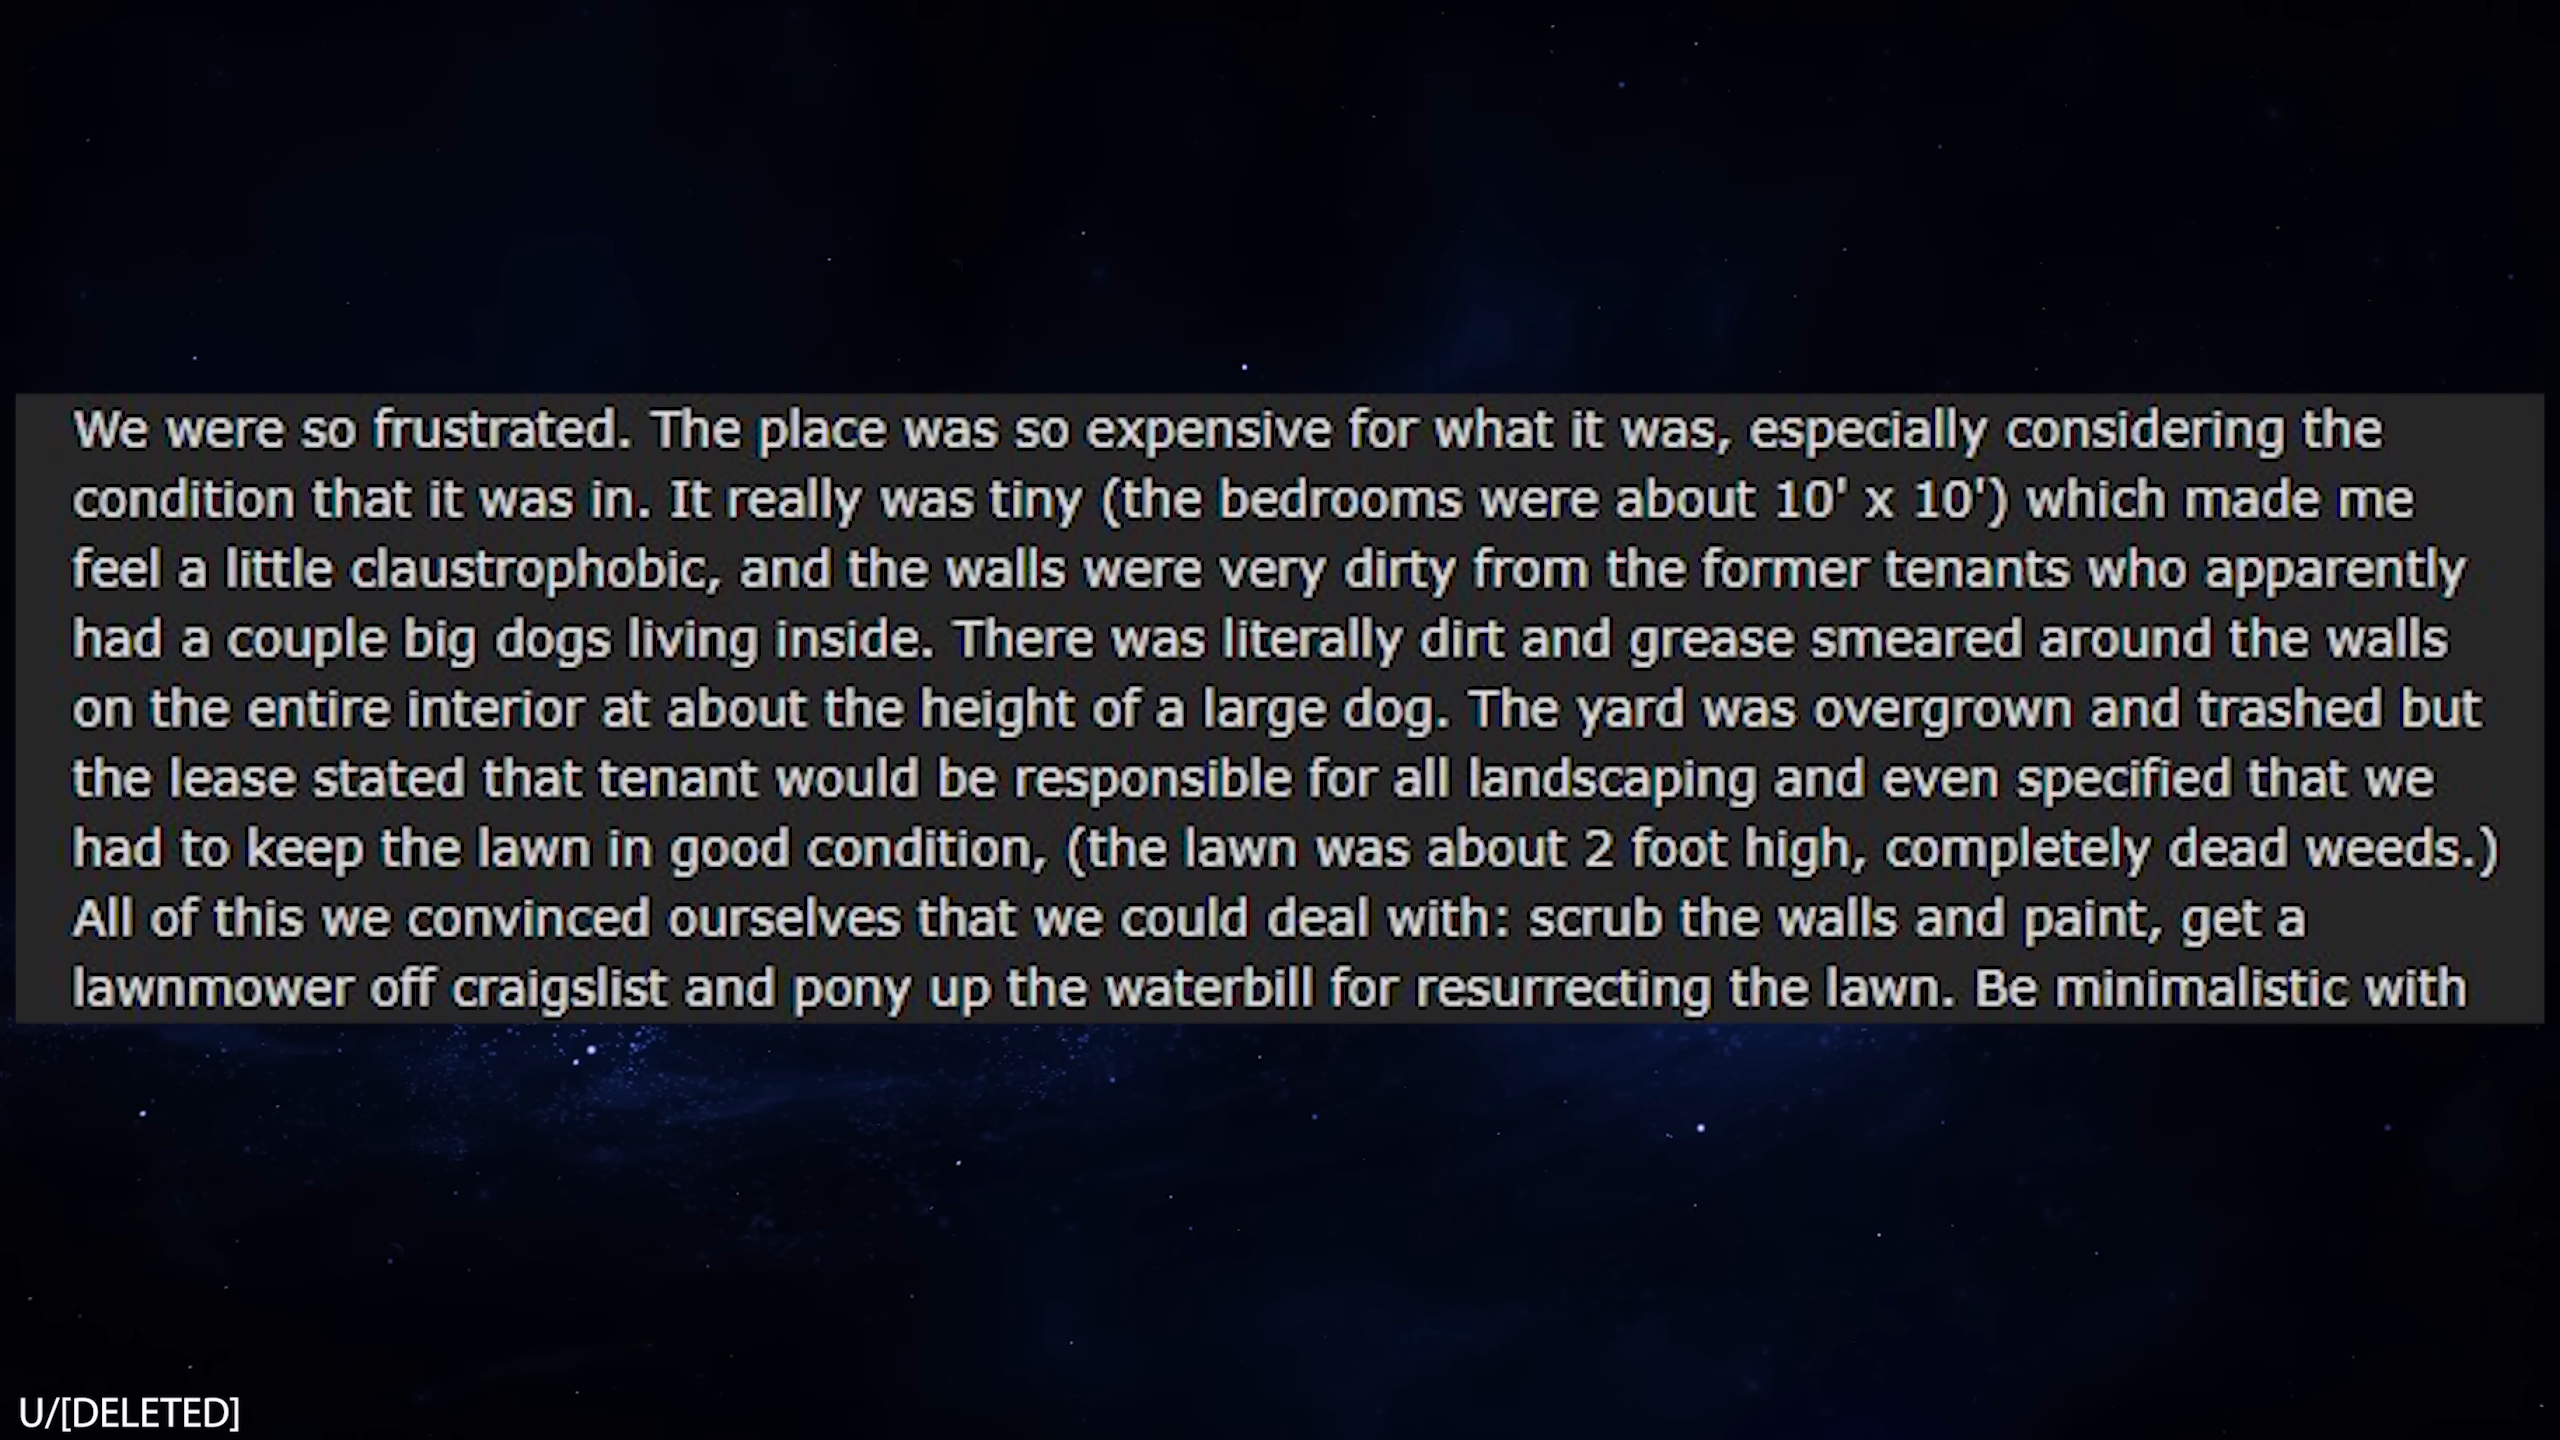 We were so frustrated. The place was so expensive for what it was, especially considering the
condition that it was in. It really was tiny (the bedrooms were about 10' x 10') which made me
feel a little claustrophobic, and the walls were very dirty from the former tenants who apparently
had a couple big dogs living inside. There was literally dirt and grease smeared around the walls
on the entire interior at about the height of a large dog. The yard was overgrown and trashed but
the lease stated that tenant would be responsible for all landscaping and even specified that we
had to keep the lawn in good condition, (the lawn was about 2 foot high, completely dead weeds.)
All of this we convinced ourselves that we could deal with: scrub the walls and paint, get a
lawnmower off craigslist and pony up the waterbill for resurrecting the lawn. Be minimalistic with
U/[DELETED]